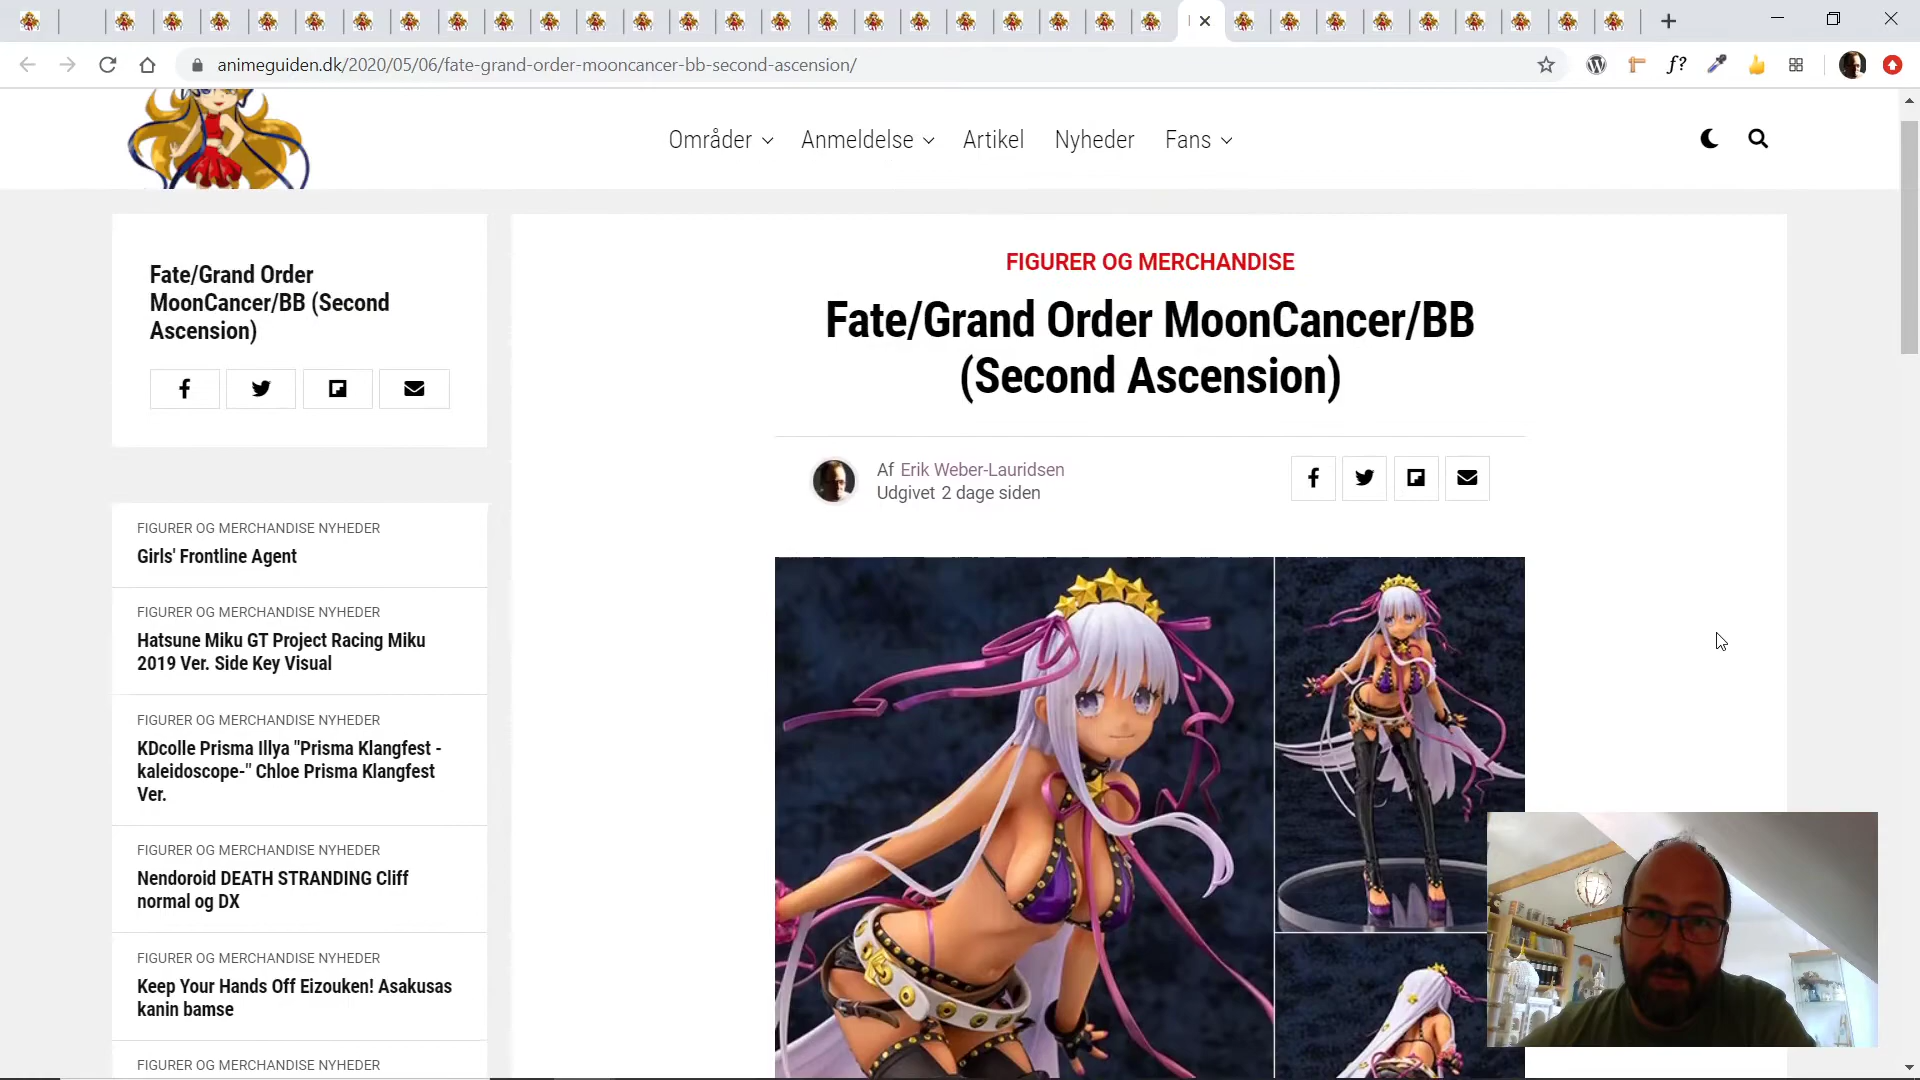 animeguiden.dk/2020/05/06/fate-grand-order-mooncancer-bb-second-ascension/
f?
Områder
Anmeldelse
Artikel
Nyheder
Fans
Fate/Grand Order
MoonCancer/BB (Second
Ascension)
FIGURER OG MERCHANDISE NYHEDER
Girls' Frontline Agent
FIGURER OG MERCHANDISE NYHEDER
Hatsune Miku GT Project Racing Miku
2019 Ver. Side Key Visual
FIGURER OG MERCHANDISE NYHEDER
KDcolle Prisma Illya "Prisma Klangfest -
kaleidoscope-" Chloe Prisma Klangfest
Ver.
FIGURER OG MERCHANDISE NYHEDER
Nendoroid DEATH STRANDING Cliff
normal og DX
FIGURER OG MERCHANDISE NYHEDER
Keep Your Hands Off Eizouken! Asakusas
kanin bamse
FIGURER OG MERCHANDISE NYHEDER
FIGURER OG MERCHANDISE
Fate/Grand Order MoonCancer/BB
(Second Ascension)
Af Erik Weber-Lauridsen
Udgivet 2 dage siden